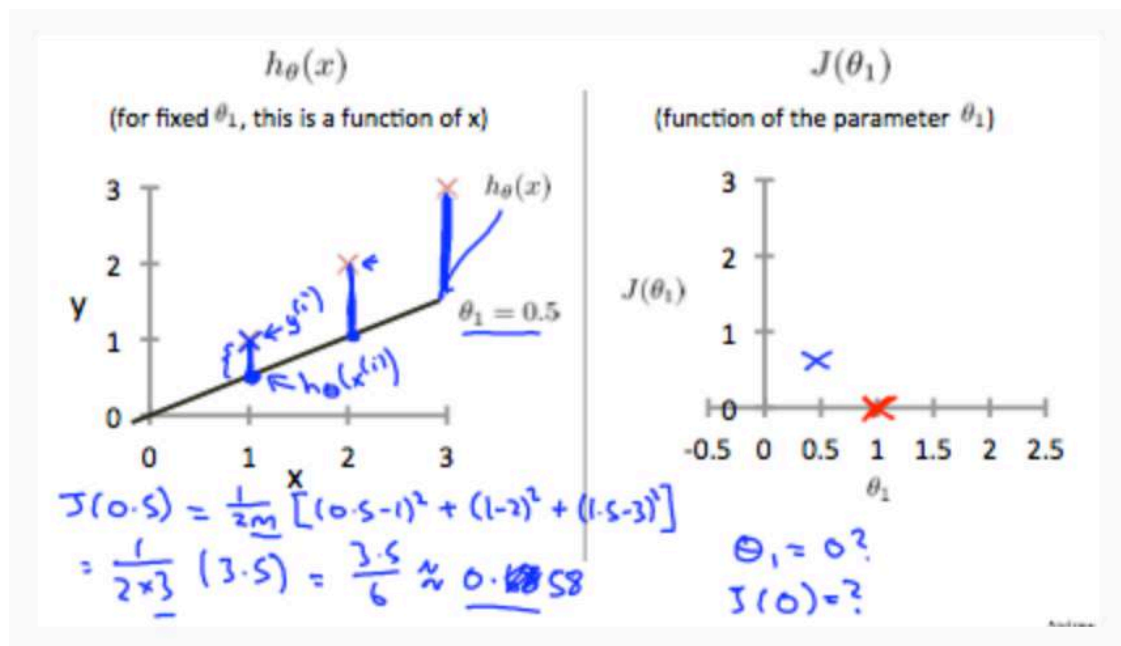 hθ(x)
(for fixed θ₁, this is a function of x)
3
2
1
0
y
0 1 2 3
x
hθ(x)
θ₁ = 0.5
y⁽ⁱ⁾
hθ(x⁽ⁱ⁾)
J(0.5) = 1/2m [(0.5-1)² + (1-2)² + (1.5-3)²]
= 1/2×3 (3.5) = 3.5/6 ≈ 0.58
J(θ₁)
(function of the parameter θ₁)
3
2
1
0
J(θ₁)
-0.5 0 0.5 1 1.5 2 2.5
θ₁
θ₁ = 0?
J(0)=?